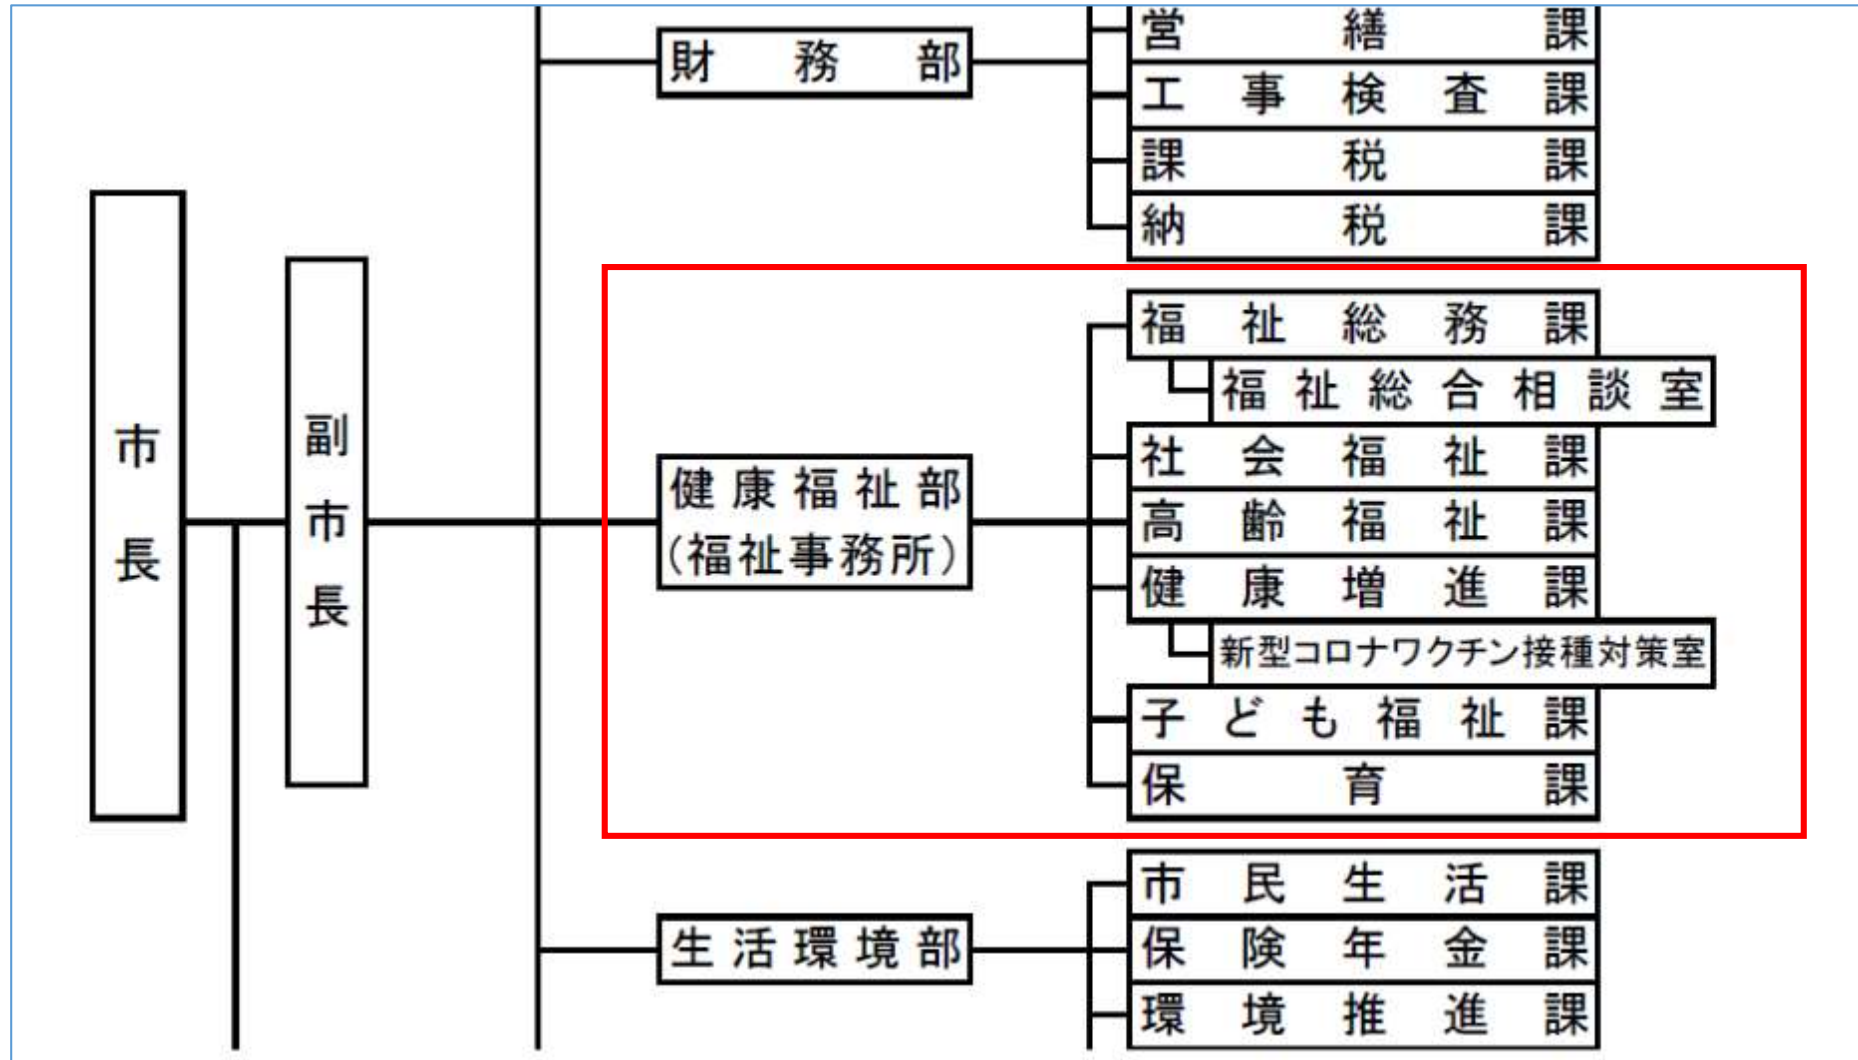 市長
副市長
財務部
営繕課
工事検査課
課税課
納税課
健康福祉部
(福祉事務所)
福祉総務課
福祉総合相談室
社会福祉課
高齢福祉課
健康増進課
新型コロナワクチン接種対策室
子ども福祉課
保育課
生活環境部
市民生活課
保険年金課
環境推進課